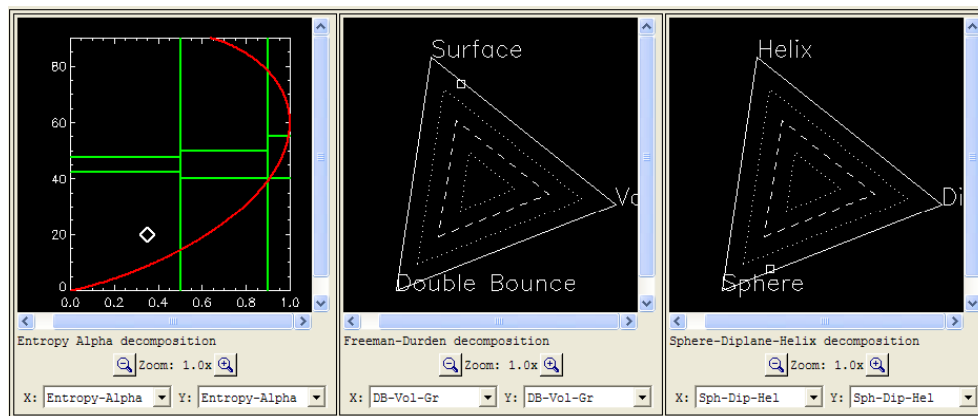 80
60
40
20
0
0.0 0.2 0.4 0.6 0.8 1.0
Entropy Alpha decomposition
Zoom: 1.0x
X: Entropy-Alpha Y: Entropy-Alpha
Surface
Vo
Double Bounce
Freeman-Durden decomposition
Zoom: 1.0x
X: DB-Vol-Gr Y: DB-Vol-Gr
Helix
Di
Sphere
Sphere-Diplane-Helix decomposition
Zoom: 1.0x
X: Sph-Dip-Hel Y: Sph-Dip-Hel